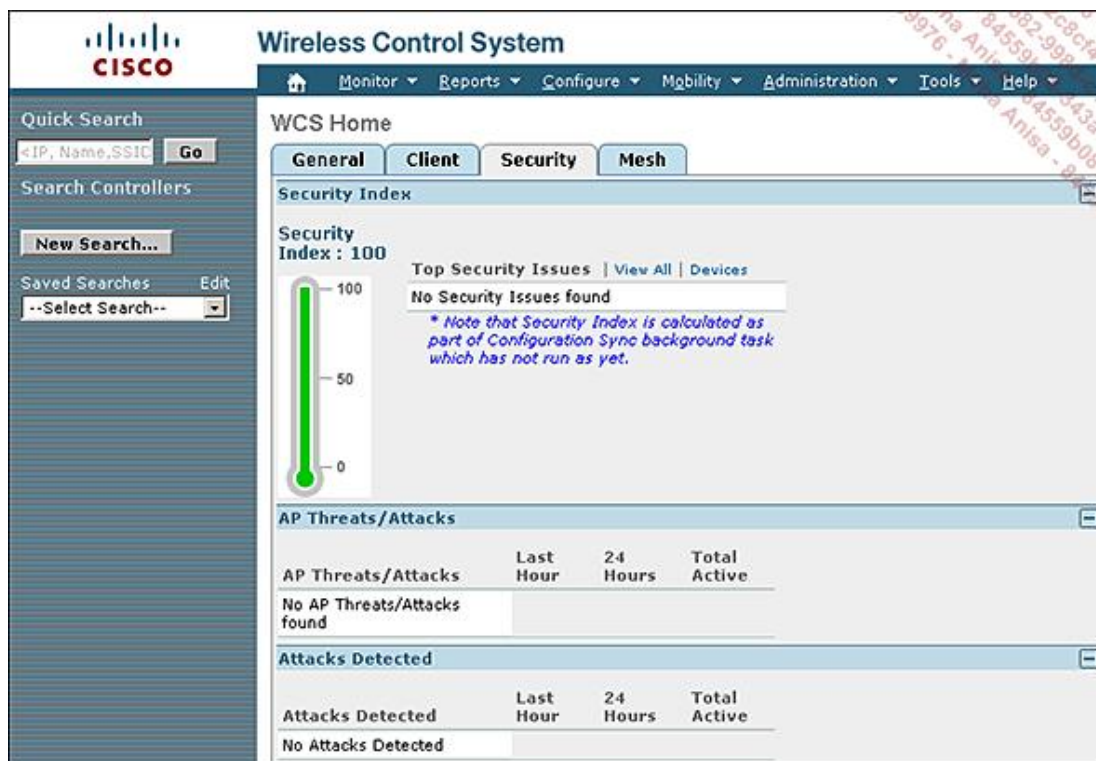 CISCO
Wireless Control System
Monitor Reports Configure Mobility Administration Tools Help
Quick Search
<IP, Name,SSID
Go
Search Controllers
New Search...
Saved Searches Edit
--Select Search--
WCS Home
General Client Security Mesh
Security Index
Security
Index : 100
100
50
0
Top Security Issues | View All | Devices
No Security Issues found
* Note that Security Index is calculated as
part of Configuration Sync background task
which has not run as yet.
AP Threats/Attacks
AP Threats/Attacks Last Hour 24 Hours Total Active
No AP Threats/Attacks
found
Attacks Detected
Attacks Detected Last Hour 24 Hours Total Active
No Attacks Detected